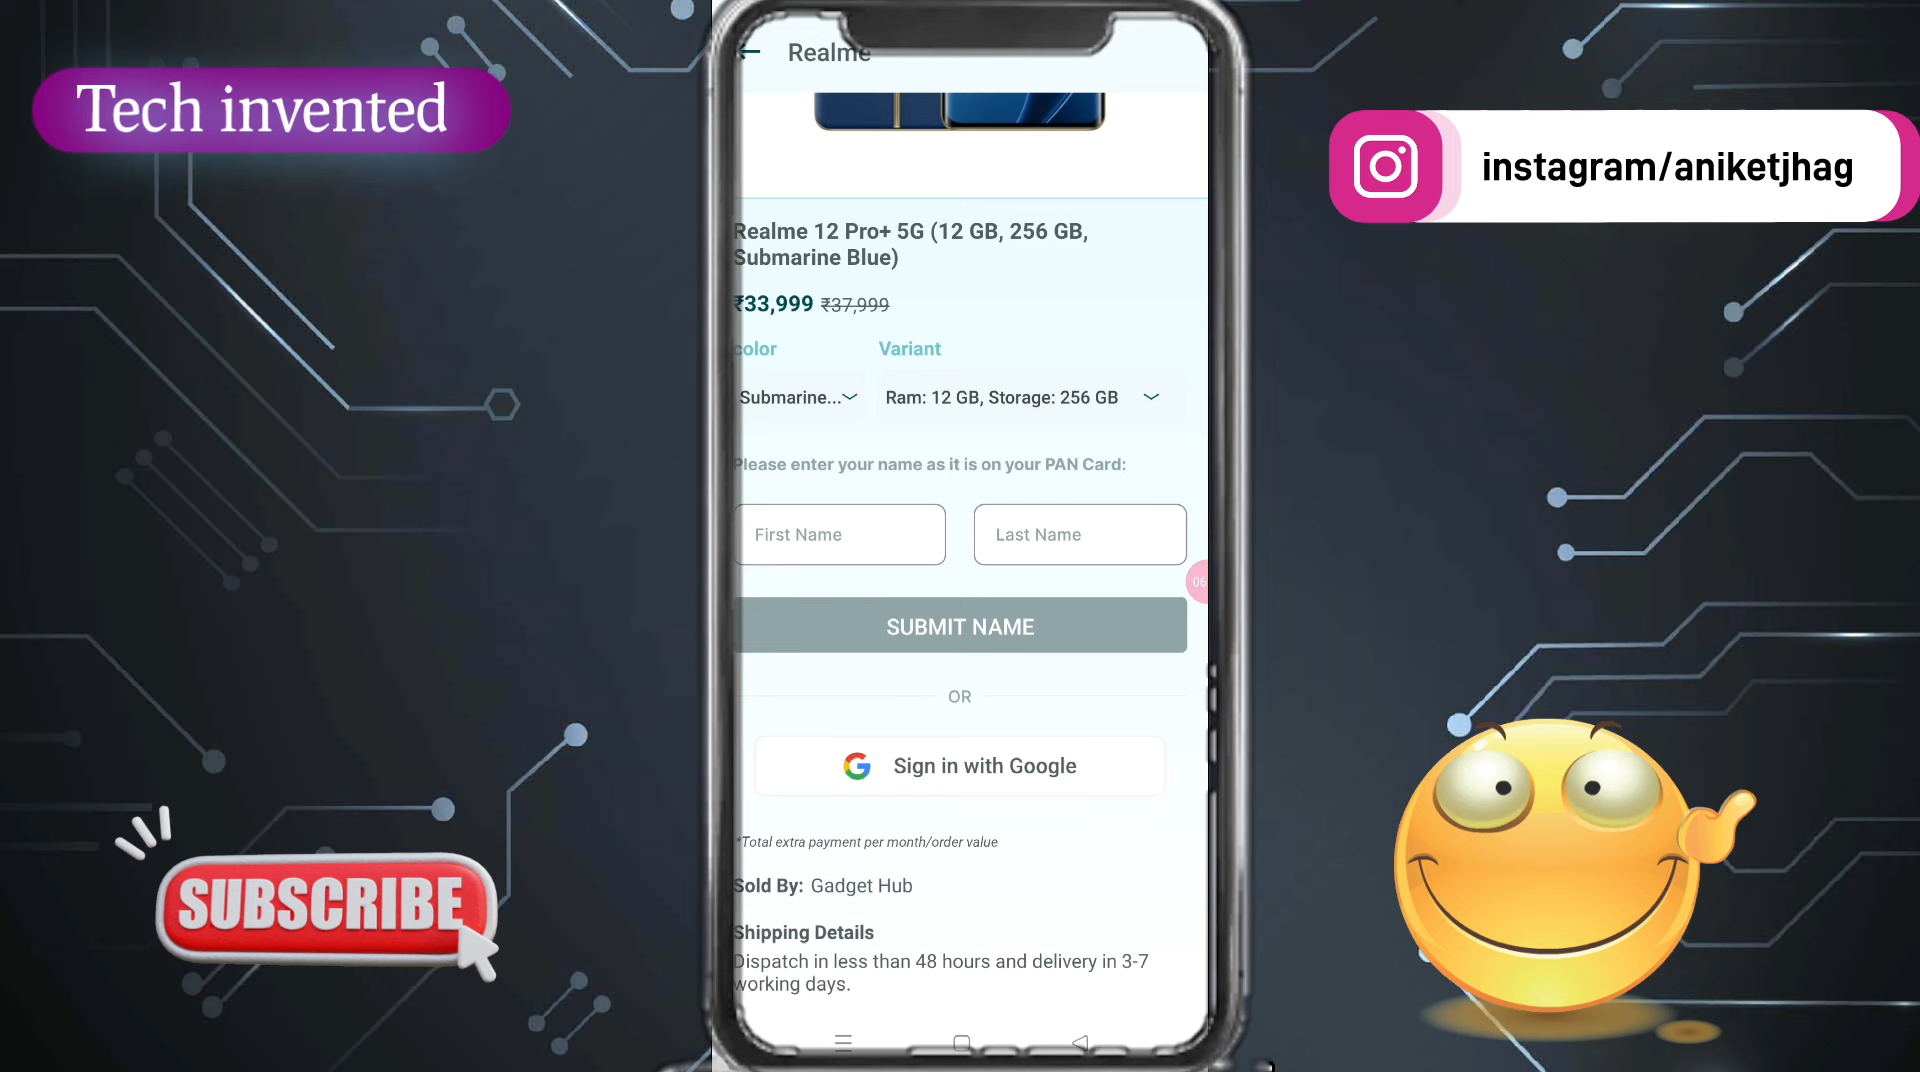 Tech invented
instagram/aniketjhag
Realme
Realme 12 Pro+ 5G (12 GB, 256 GB,
Submarine Blue)
₹33,999 ₹37,999
color Variant
Submarine... Ram: 12 GB, Storage: 256 GB
Please enter your name as it is on your PAN Card:
First Name Last Name
06
SUBMIT NAME
OR
Sign in with Google
*Total extra payment per month/order value
Sold By: Gadget Hub
Shipping Details
Dispatch in less than 48 hours and delivery in 3-7
working days.
SUBSCRIBE